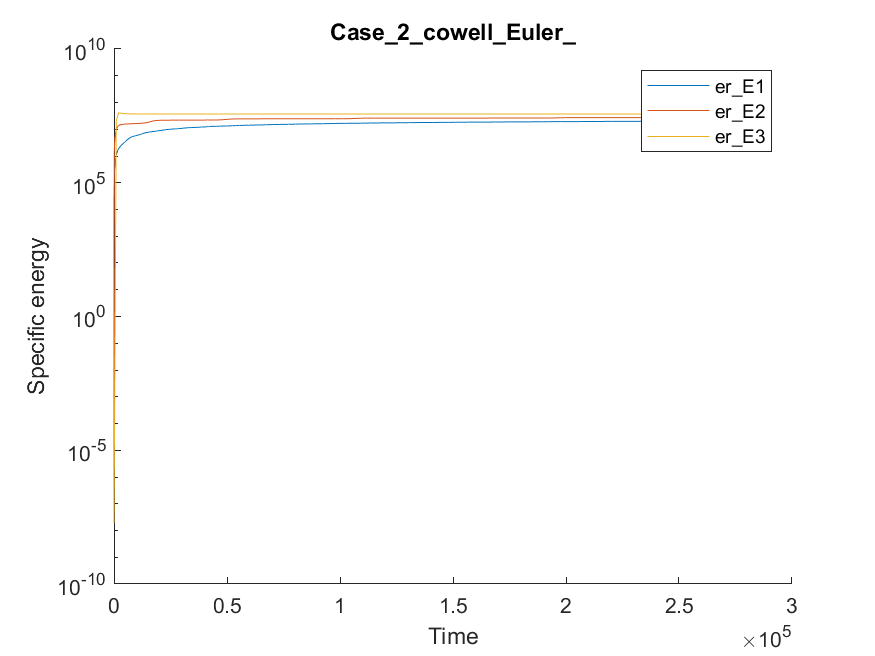 Case_2_cowell_Euler_
10^10
10^5
10^0
10^-5
10^-10
Specific energy
er_E1
er_E2
er_E3
0
0.5
1
1.5
2
2.5
3
Time
×10^5